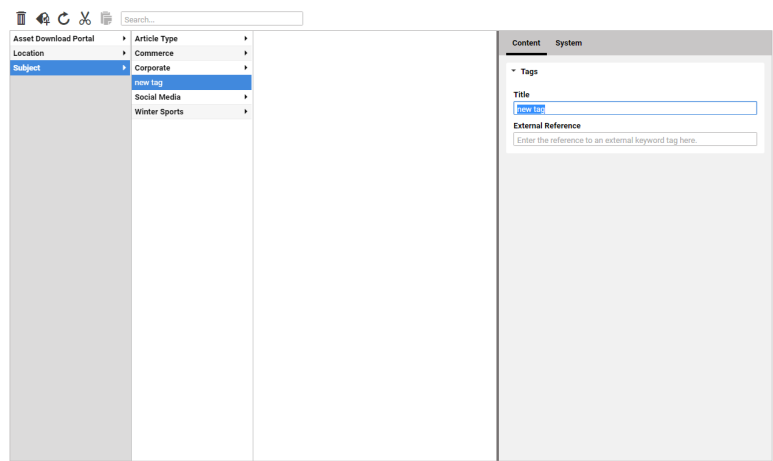 Search...
Asset Download Portal
Location
Subject
Article Type
Commerce
Corporate
new tag
Social Media
Winter Sports
Content System
Tags
Title
new tag
External Reference
Enter the reference to an external keyword tag here.